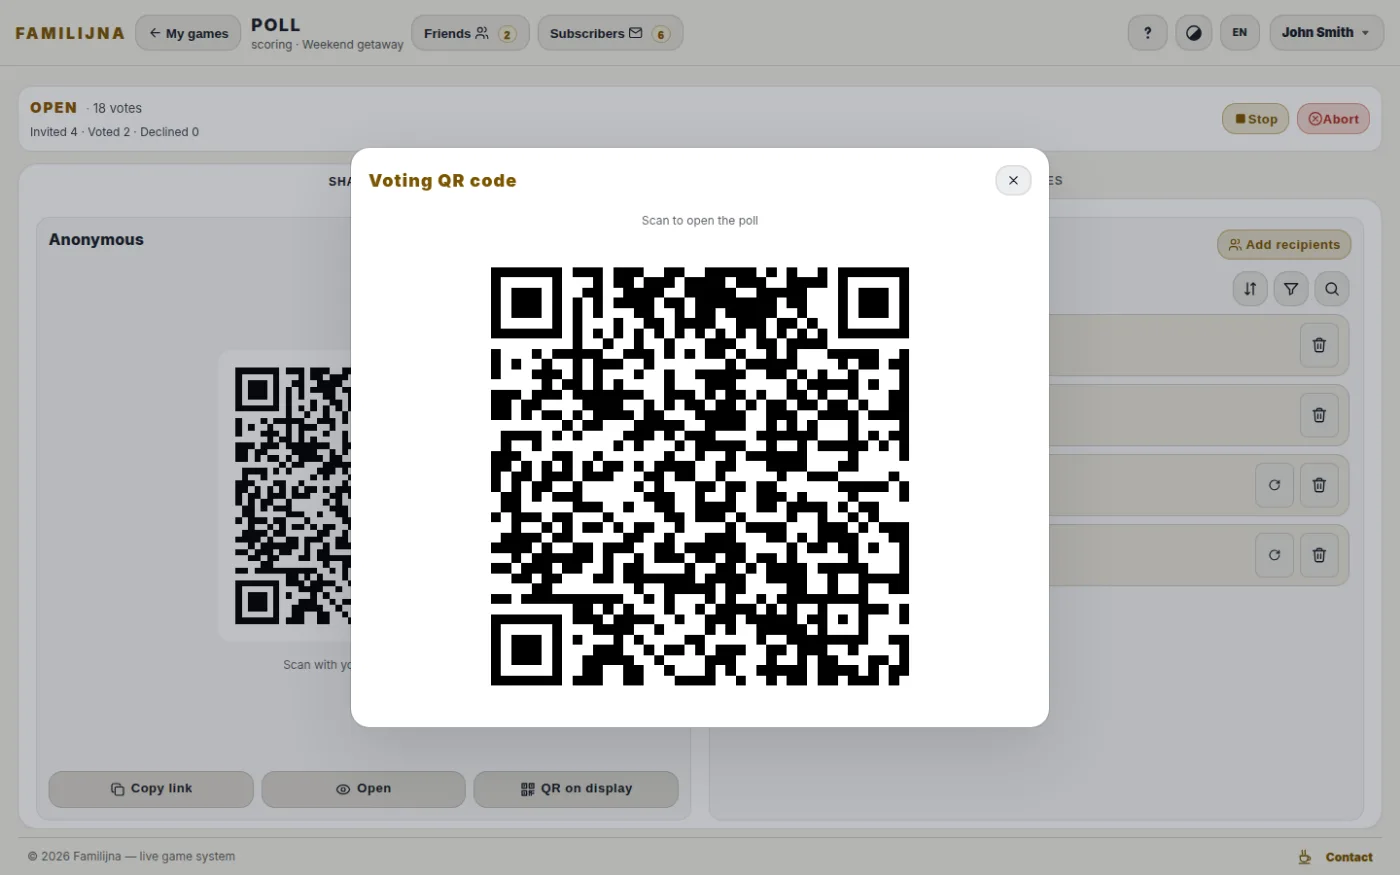 FAMILIJNA
My games
POLL
scoring · Weekend getaway
Friends 2
Subscribers 6
?
EN
John Smith
OPEN · 18 votes
Invited 4 · Voted 2 · Declined 0
Stop
Abort
Voting QR code
Scan to open the poll
Anonymous
Add recipients
Scan with
Copy link
Open
QR on display
© 2026 Familijna — live game system
Contact